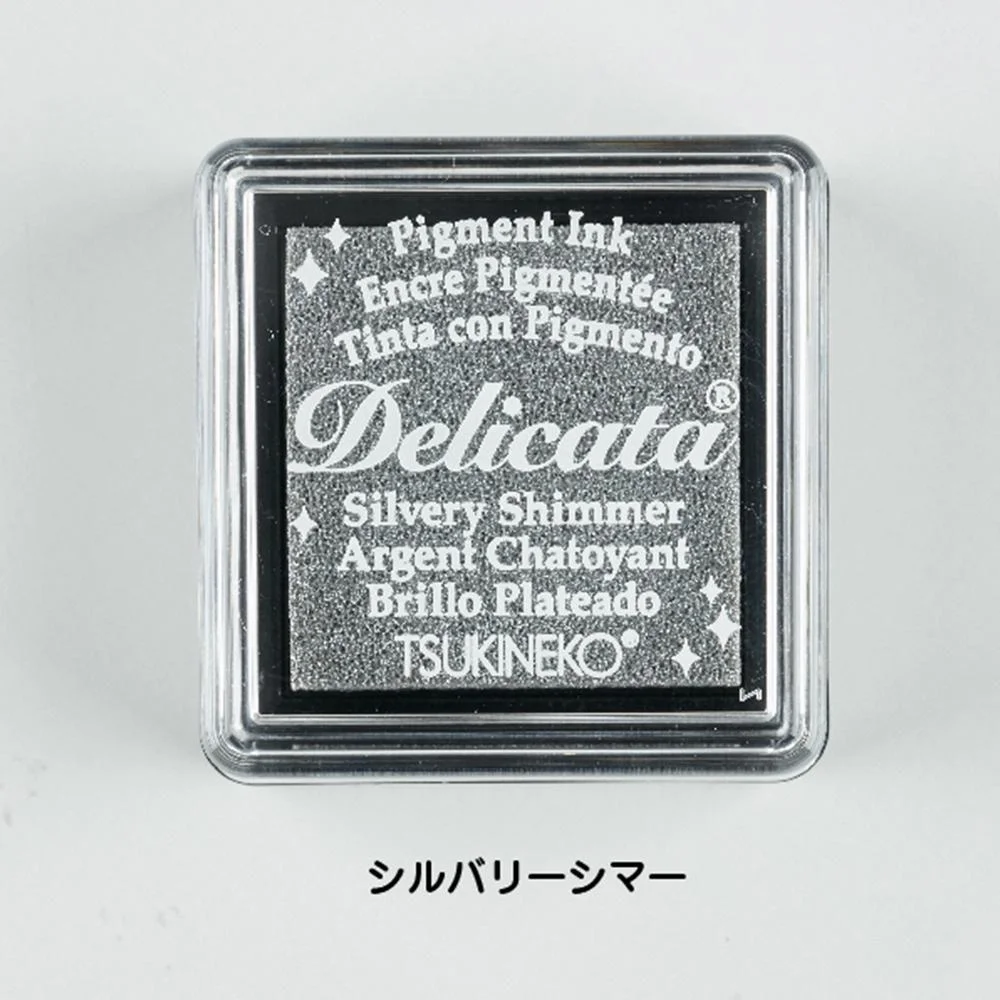 Pigment Ink
Encre Pigmentée
Tinta con Pigmento
Delicata®
Silvery Shimmer
Argent Chatoyant
Brillo Plateado
TSUKINEKO®
シルバリーシマー